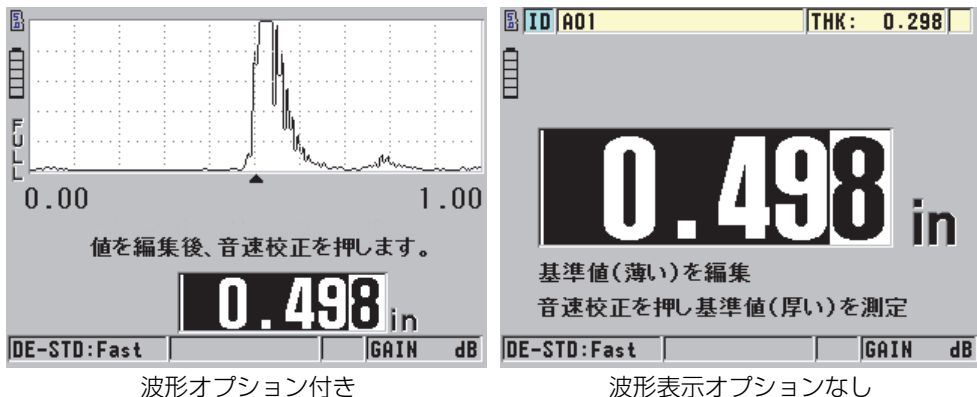 FULL
0.00 1.00
値を編集後、音速校正を押します。
0.498 in
DE-STD:Fast GAIN dB
波形オプション付き
ID A01 THK: 0.298
0.498 in
基準値(薄い)を編集
音速校正を押し基準値(厚い)を測定
DE-STD:Fast GAIN dB
波形表示オプションなし